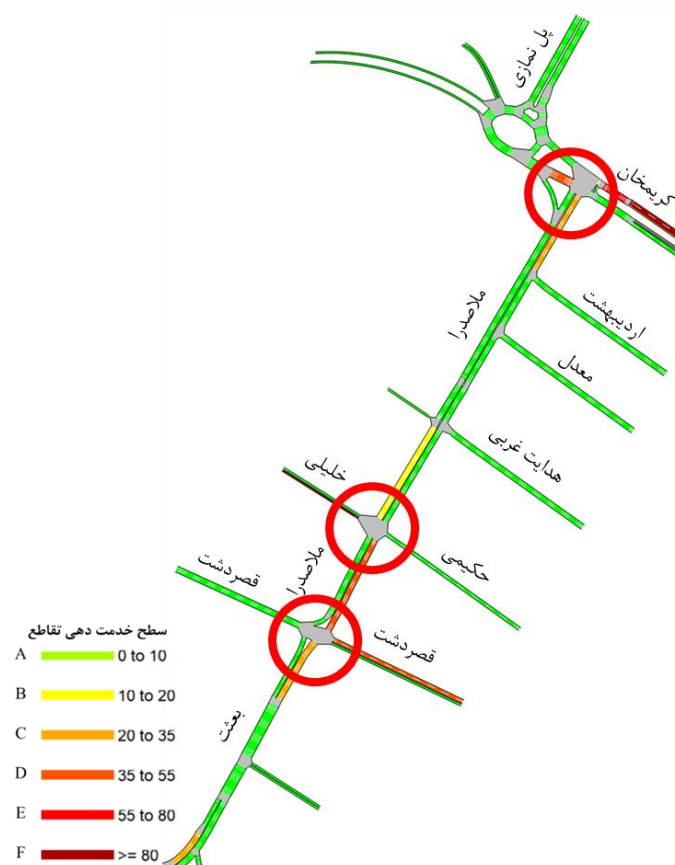 پل نمازی
کریمخان
ملاصدرا
اردیبهشت
معدل
هدایت غربی
خلیلی
حکیمی
ملاصدرا
قصردشت
قصردشت
بعثت
سطح خدمت دهی تقاطع
A 0 to 10
B 10 to 20
C 20 to 35
D 35 to 55
E 55 to 80
F >= 80